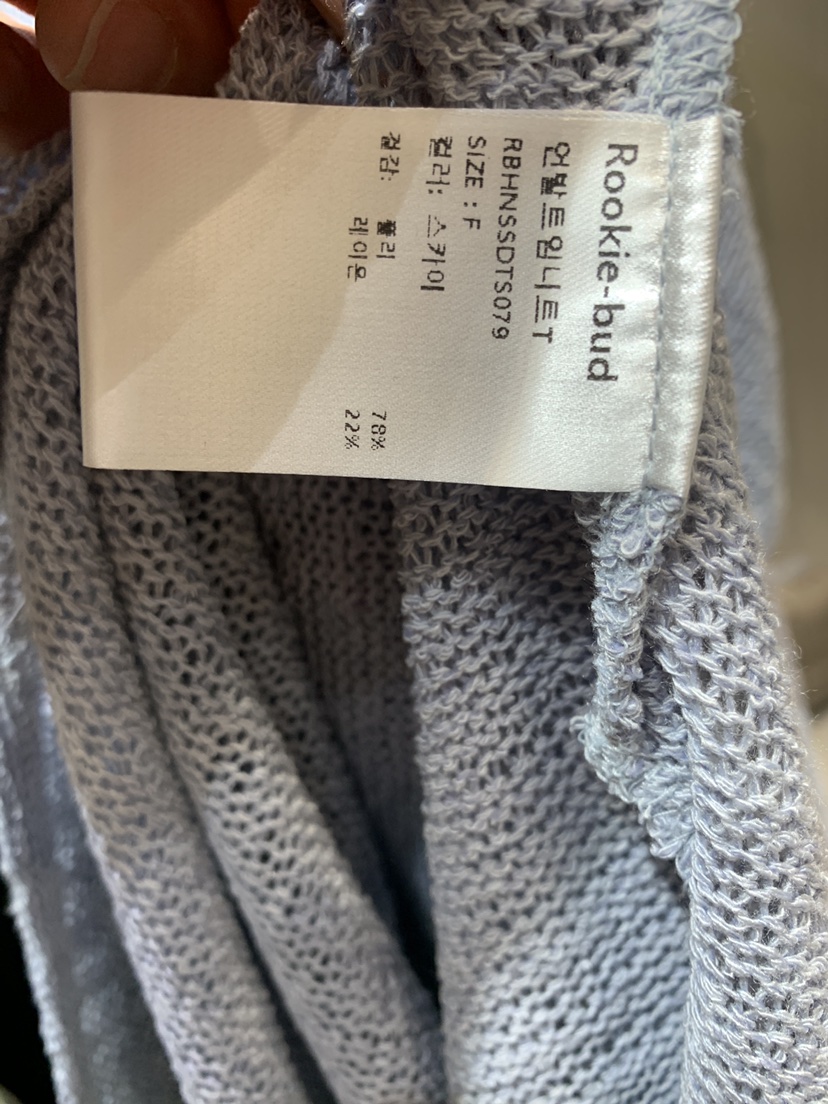 Rookie-bud
언발트임니트T
RBHNSSDTS079
SIZE : F
컬러: 스카이
겉감: 폴리 78%
레이온 22%